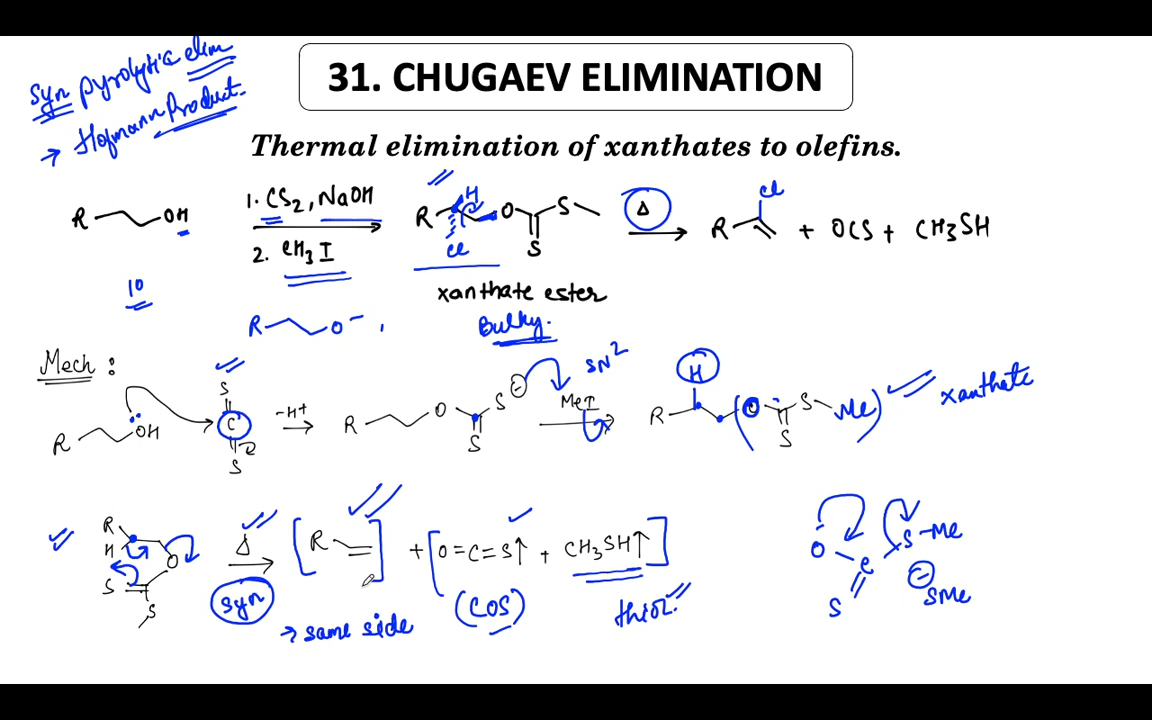 31. CHUGAEV ELIMINATION
Syn pyrolytic elim
→ Hofmann Product.
Thermal elimination of xanthates to olefins.
R OH
1. CS2, NaOH
2. CH3I
R H Cl O S S
xanthate ester
Bulky.
Δ
R Cl + OCS + CH3SH
1°
R O− ,
Mech :
R OH
S C S
-H+
R O S ⊖ S
SN2
MeI
R H O S S Me
xanthate
R H O S S
Δ
syn
→ same side
[ R ] + [ O=C=S↑ + CH3SH↑ ]
(COS)
thiol.
O C S-Me S
⊖
SMe